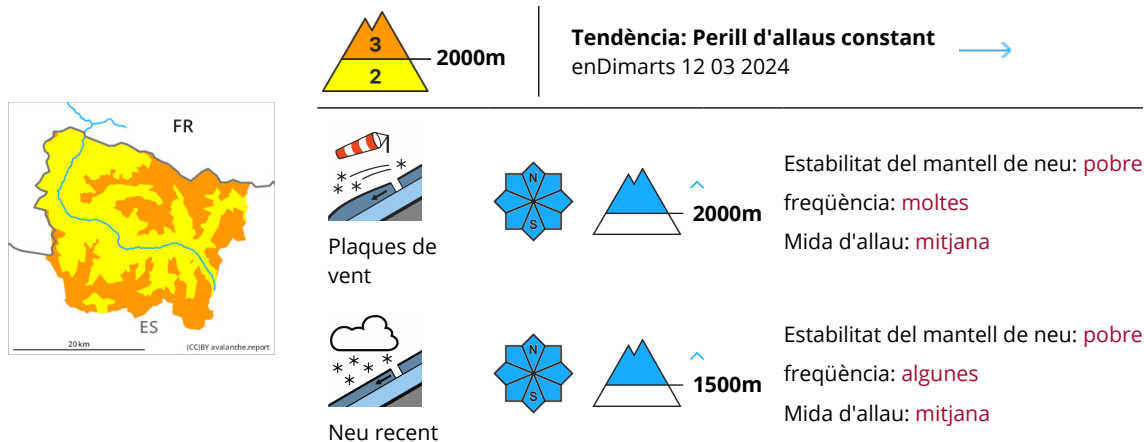 3
2
2000m
Tendència: Perill d'allaus constant
enDimarts 12 03 2024
FR
ES
20 km
(CC)BY avalanche.report
N
S
2000m
Plaques de
vent
Estabilitat del mantell de neu: pobre
freqüència: moltes
Mida d'allau: mitjana
N
S
1500m
Neu recent
Estabilitat del mantell de neu: pobre
freqüència: algunes
Mida d'allau: mitjana